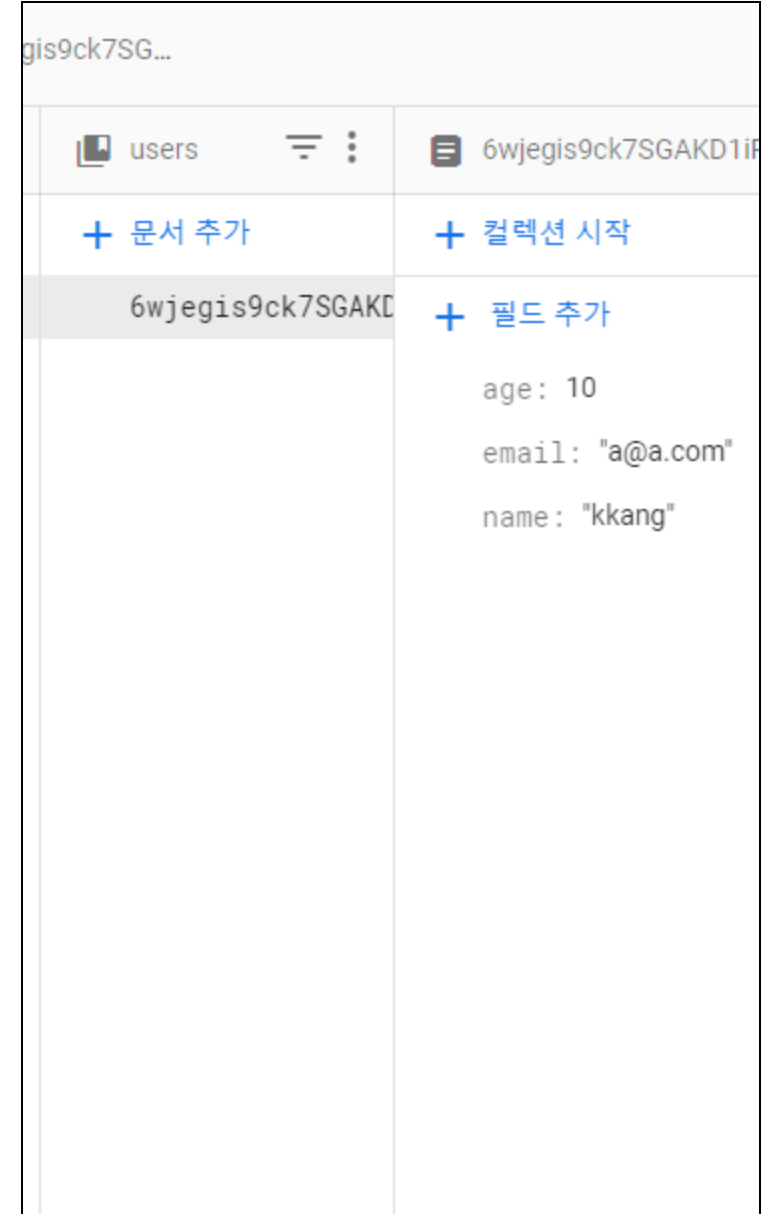 gis9ck7SG…
users
6wjegis9ck7SGAKD1i
문서 추가
컬렉션 시작
6wjegis9ck7SGAKD
필드 추가
age: 10
email: "a@a.com"
name: "kkang"